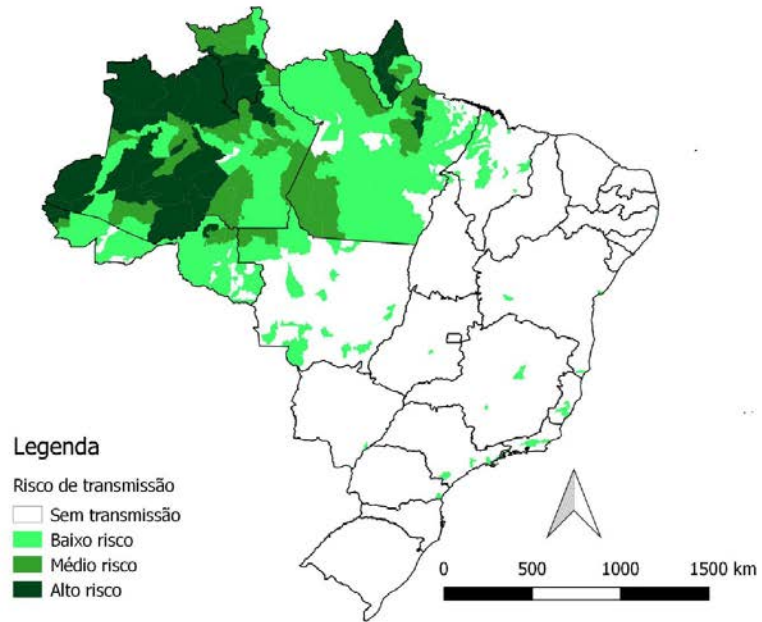 Legenda
Risco de transmissão
Sem transmissão
Baixo risco
Médio risco
Alto risco
0 500 1000 1500 km